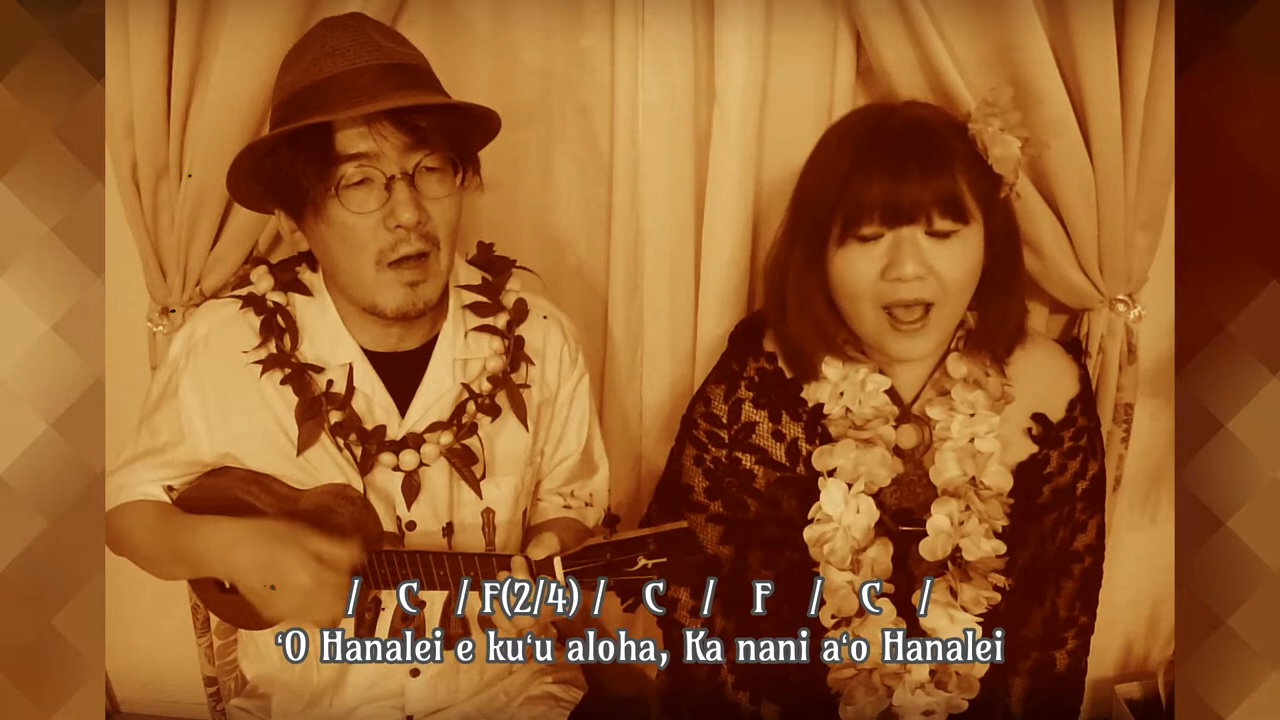 / C / F(2/4) / C / F / C /
ʻO Hanalei e kuʻu aloha, Ka nani aʻo Hanalei